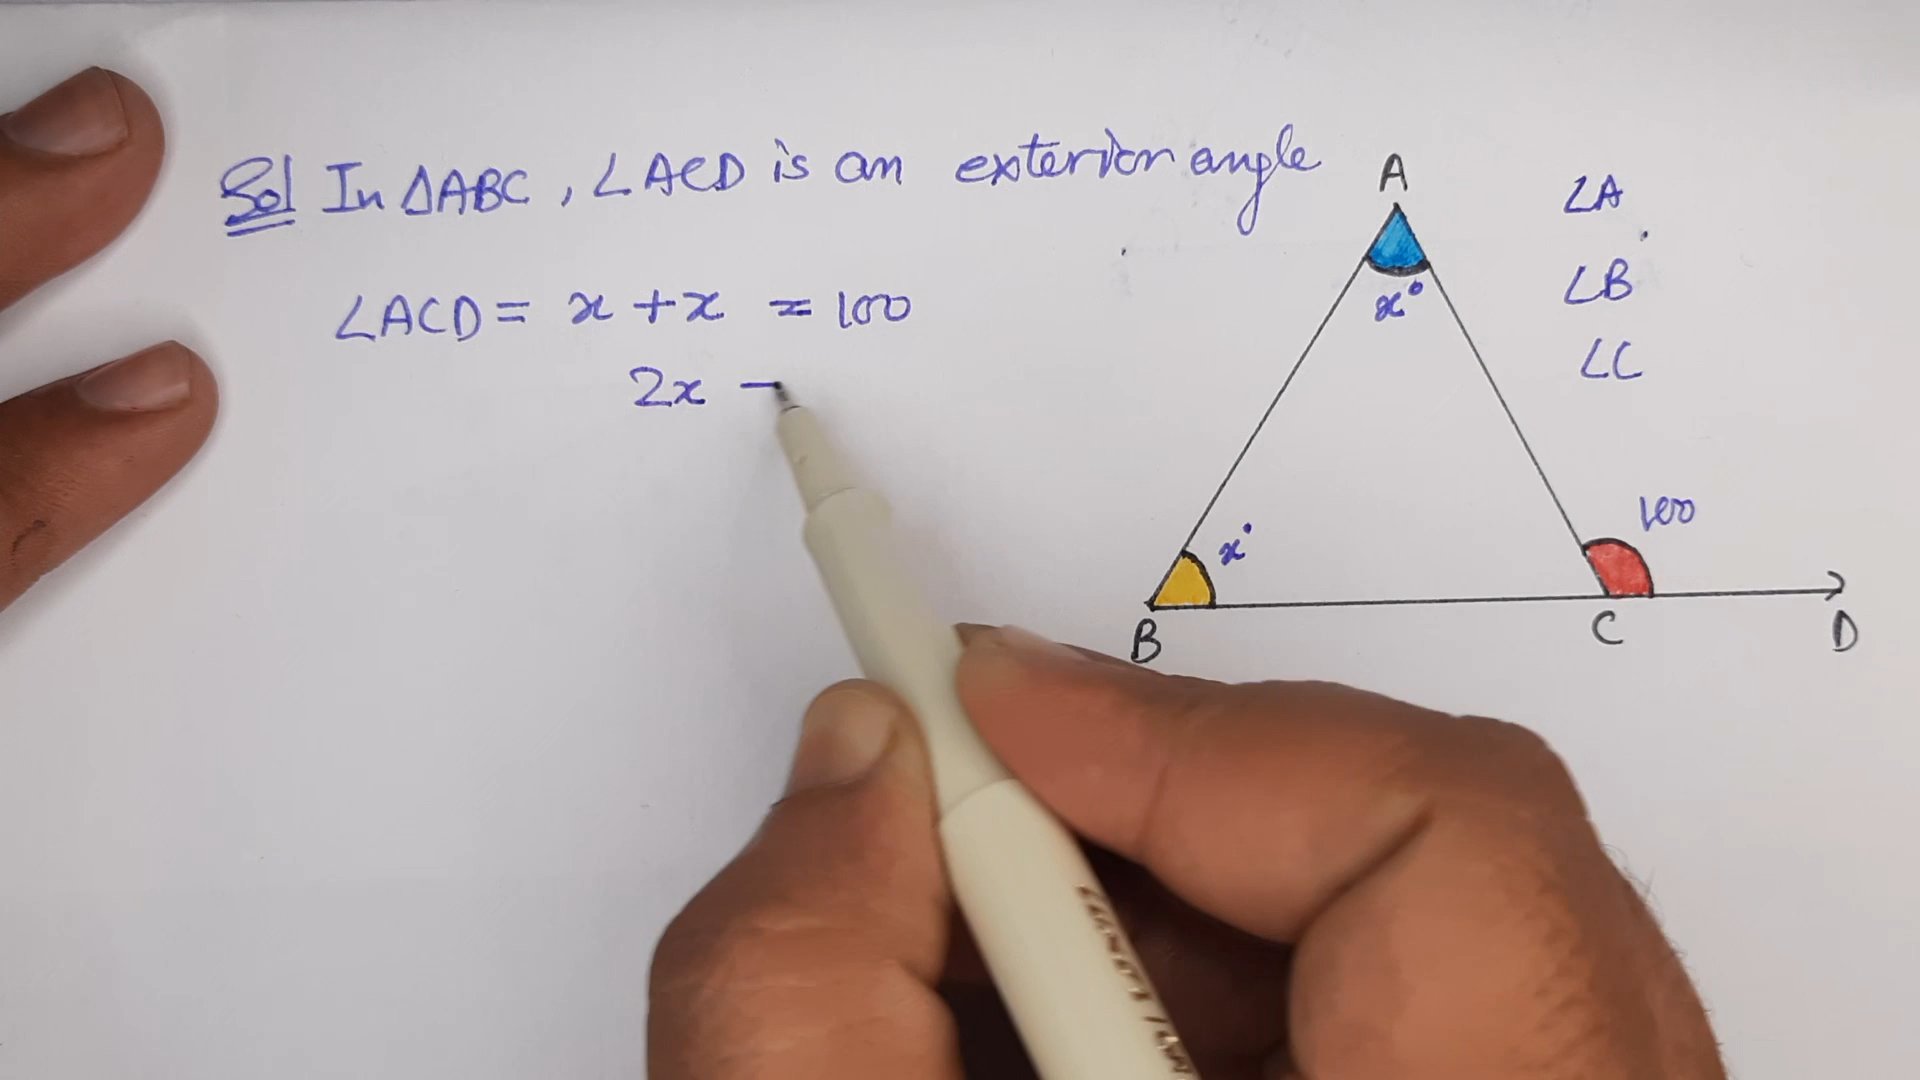 Sol In ΔABC, ∠ACD is an exterior angle
∠ACD = x + x = 100
2x –
A
x°
∠A
∠B
∠C
100
x°
B
C
D